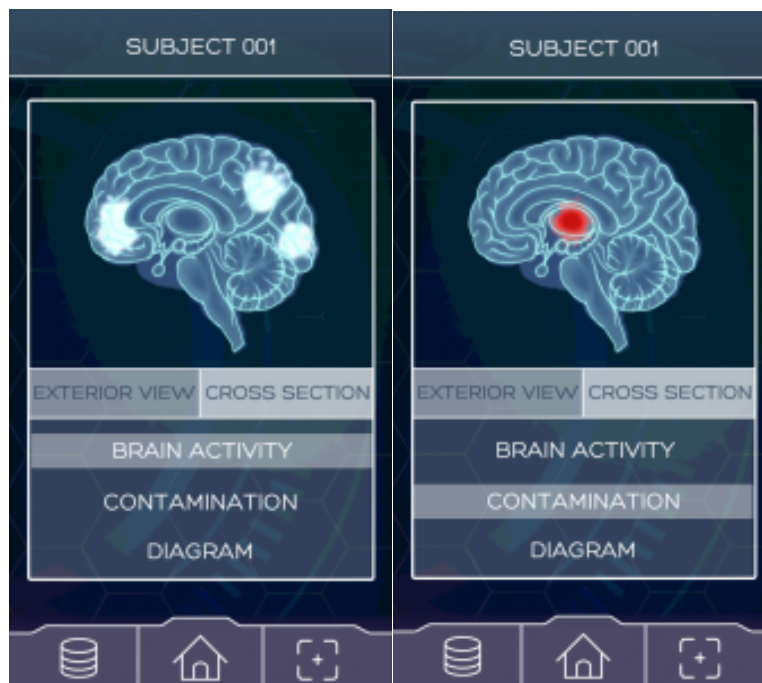 SUBJECT 001
EXTERIOR VIEW CROSS SECTION
BRAIN ACTIVITY
CONTAMINATION
DIAGRAM
SUBJECT 001
EXTERIOR VIEW CROSS SECTION
BRAIN ACTIVITY
CONTAMINATION
DIAGRAM